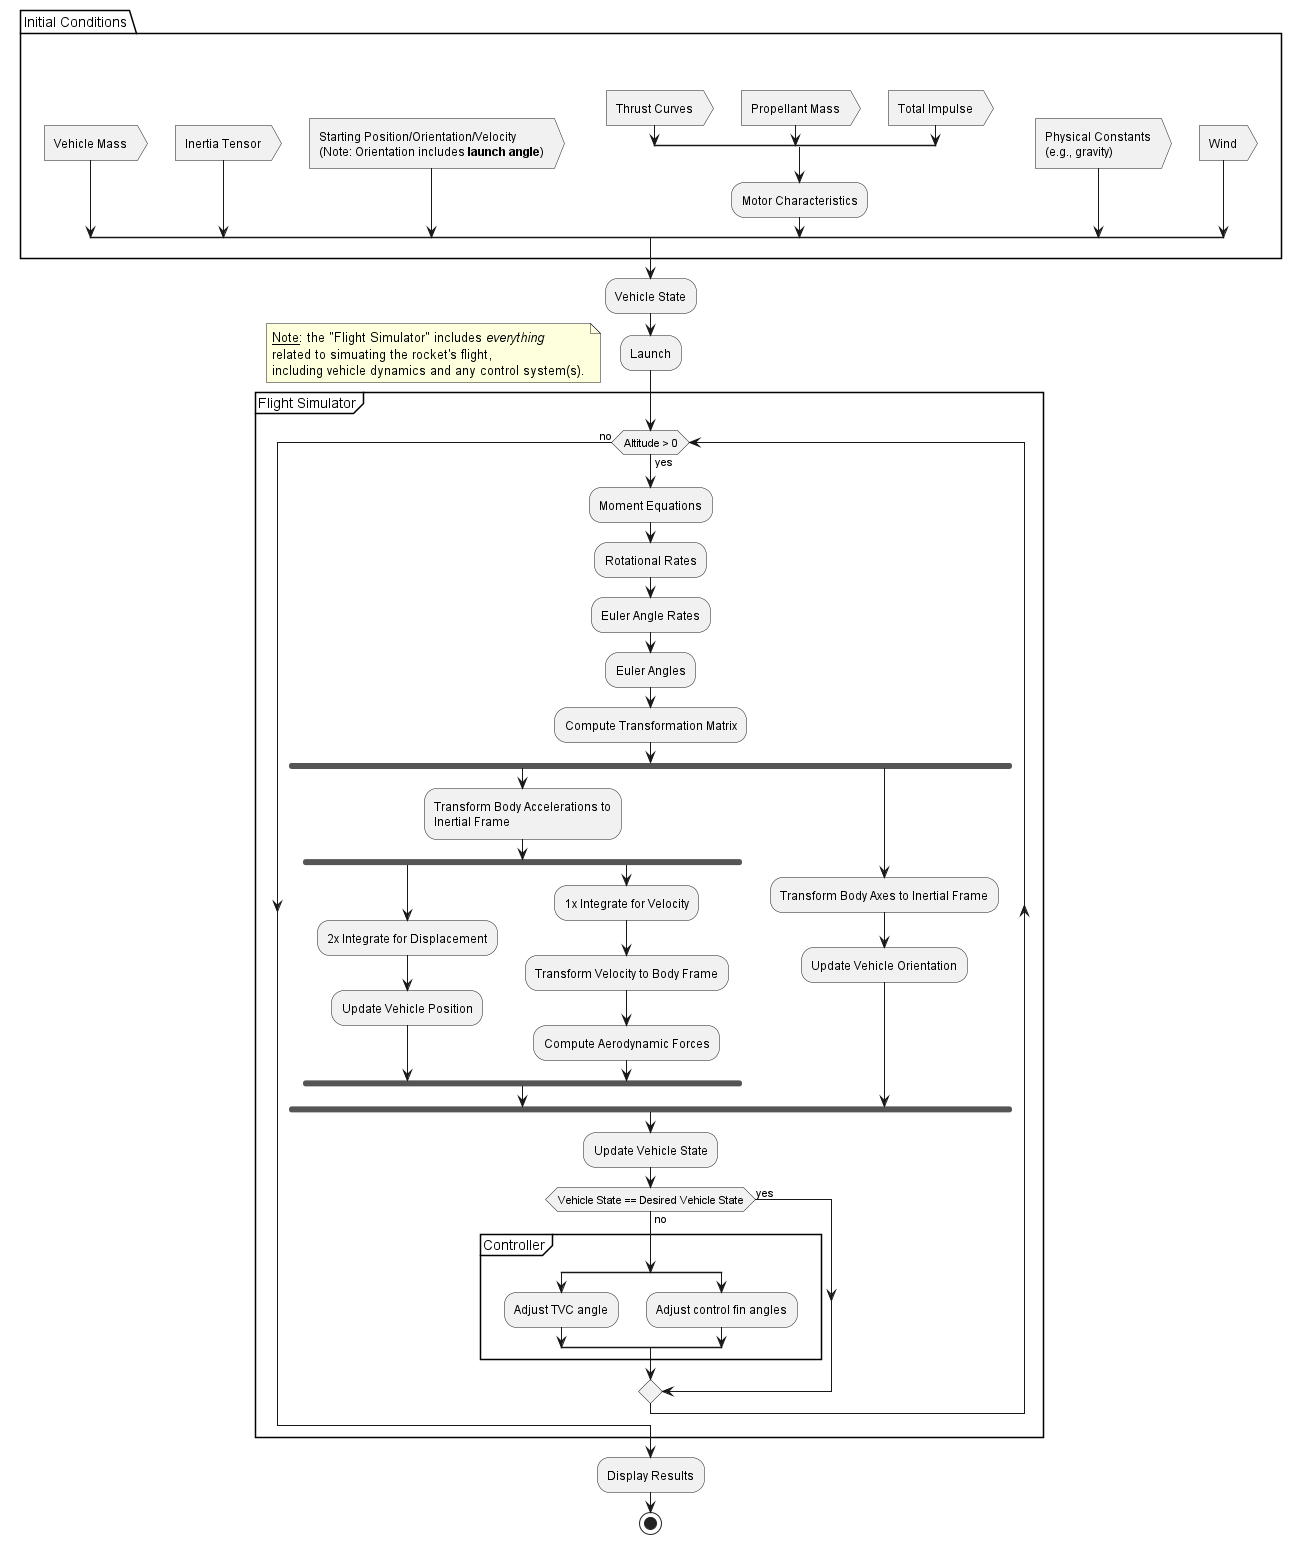 Initial Conditions
Thrust Curves
Propellant Mass
Total Impulse
Vehicle Mass
Inertia Tensor
Starting Position/Orientation/Velocity
(Note: Orientation includes launch angle)
Physical Constants
(e.g., gravity)
Wind
Motor Characteristics
Vehicle State
Note: the "Flight Simulator" includes everything
related to simuating the rocket's flight,
including vehicle dynamics and any control system(s).
Launch
Flight Simulator
no
Altitude > 0
yes
Moment Equations
Rotational Rates
Euler Angle Rates
Euler Angles
Compute Transformation Matrix
Transform Body Accelerations to
Inertial Frame
2x Integrate for Displacement
Update Vehicle Position
1x Integrate for Velocity
Transform Velocity to Body Frame
Compute Aerodynamic Forces
Transform Body Axes to Inertial Frame
Update Vehicle Orientation
Update Vehicle State
Vehicle State == Desired Vehicle State
yes
no
Controller
Adjust TVC angle
Adjust control fin angles
Display Results